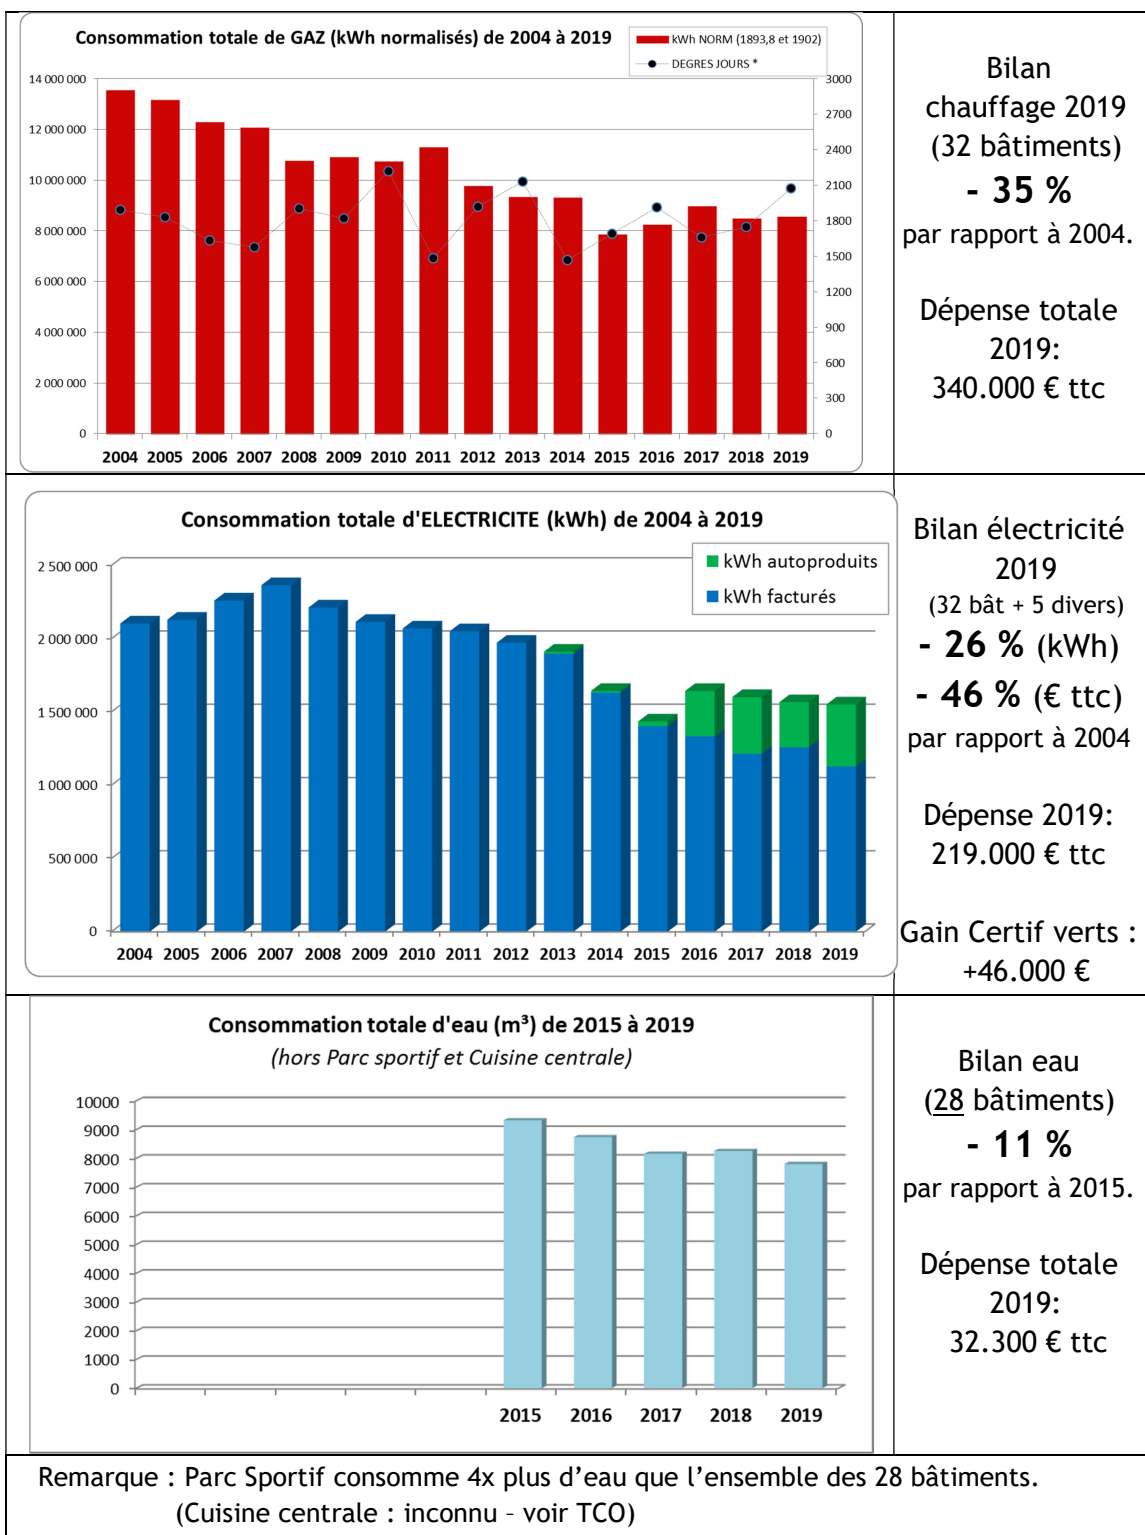 Consommation totale de GAZ (kWh normalisés) de 2004 à 2019
kWh NORM (1893,8 et 1902)
DEGRES JOURS *
14 000 000
12 000 000
10 000 000
8 000 000
6 000 000
4 000 000
2 000 000
0
3000
2700
2400
2100
1800
1500
1200
900
600
300
0
2004 2005 2006 2007 2008 2009 2010 2011 2012 2013 2014 2015 2016 2017 2018 2019
Bilan
chauffage 2019
(32 bâtiments)
- 35 %
par rapport à 2004.
Dépense totale
2019:
340.000 € ttc
Consommation totale d'ELECTRICITE (kWh) de 2004 à 2019
kWh autoproduits
kWh facturés
2 500 000
2 000 000
1 500 000
1 000 000
500 000
0
2004 2005 2006 2007 2008 2009 2010 2011 2012 2013 2014 2015 2016 2017 2018 2019
Bilan électricité
2019
(32 bât + 5 divers)
- 26 % (kWh)
- 46 % (€ ttc)
par rapport à 2004
Dépense 2019:
219.000 € ttc
Gain Certif verts :
+46.000 €
Consommation totale d'eau (m³) de 2015 à 2019
(hors Parc sportif et Cuisine centrale)
10000
9000
8000
7000
6000
5000
4000
3000
2000
1000
0
2015 2016 2017 2018 2019
Bilan eau
(28 bâtiments)
- 11 %
par rapport à 2015.
Dépense totale
2019:
32.300 € ttc
Remarque : Parc Sportif consomme 4x plus d’eau que l’ensemble des 28 bâtiments.
(Cuisine centrale : inconnu – voir TCO)